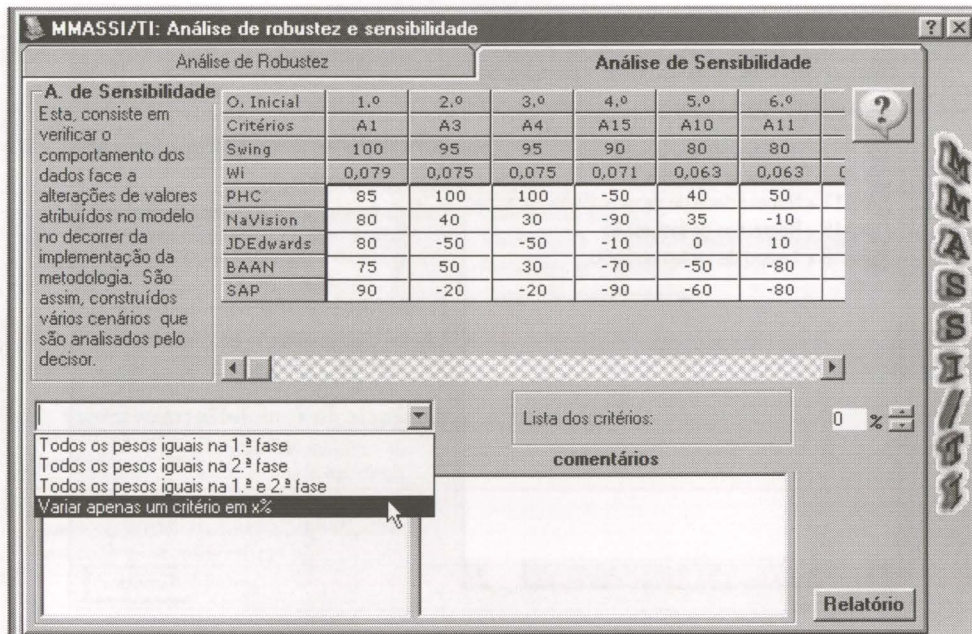 MMASSI/TI: Análise de robustez e sensibilidade
? X
Análise de Robustez
Análise de Sensibilidade
A. de Sensibilidade
Esta, consiste em
verificar o
comportamento dos
dados face a
alterações de valores
atribuídos no modelo
no decorrer da
implementação da
metodologia. São
assim, construídos
vários cenários que
são analisados pelo
decisor.
O. Inicial 1.º 2.º 3.º 4.º 5.º 6.º
Critérios A1 A3 A4 A15 A10 A11
Swing 100 95 95 90 80 80
Wi 0,079 0,075 0,075 0,071 0,063 0,063
PHC 85 100 100 -50 40 50
NaVision 80 40 30 -90 35 -10
JDEdwards 80 -50 -50 -10 0 10
BAAN 75 50 30 -70 -50 -80
SAP 90 -20 -20 -90 -60 -80
?
MMASSI/TI
Lista dos critérios:
0 %
Todos os pesos iguais na 1.ª fase
Todos os pesos iguais na 2.ª fase
Todos os pesos iguais na 1.ª e 2.ª fase
Variar apenas um critério em x%
comentários
Relatório